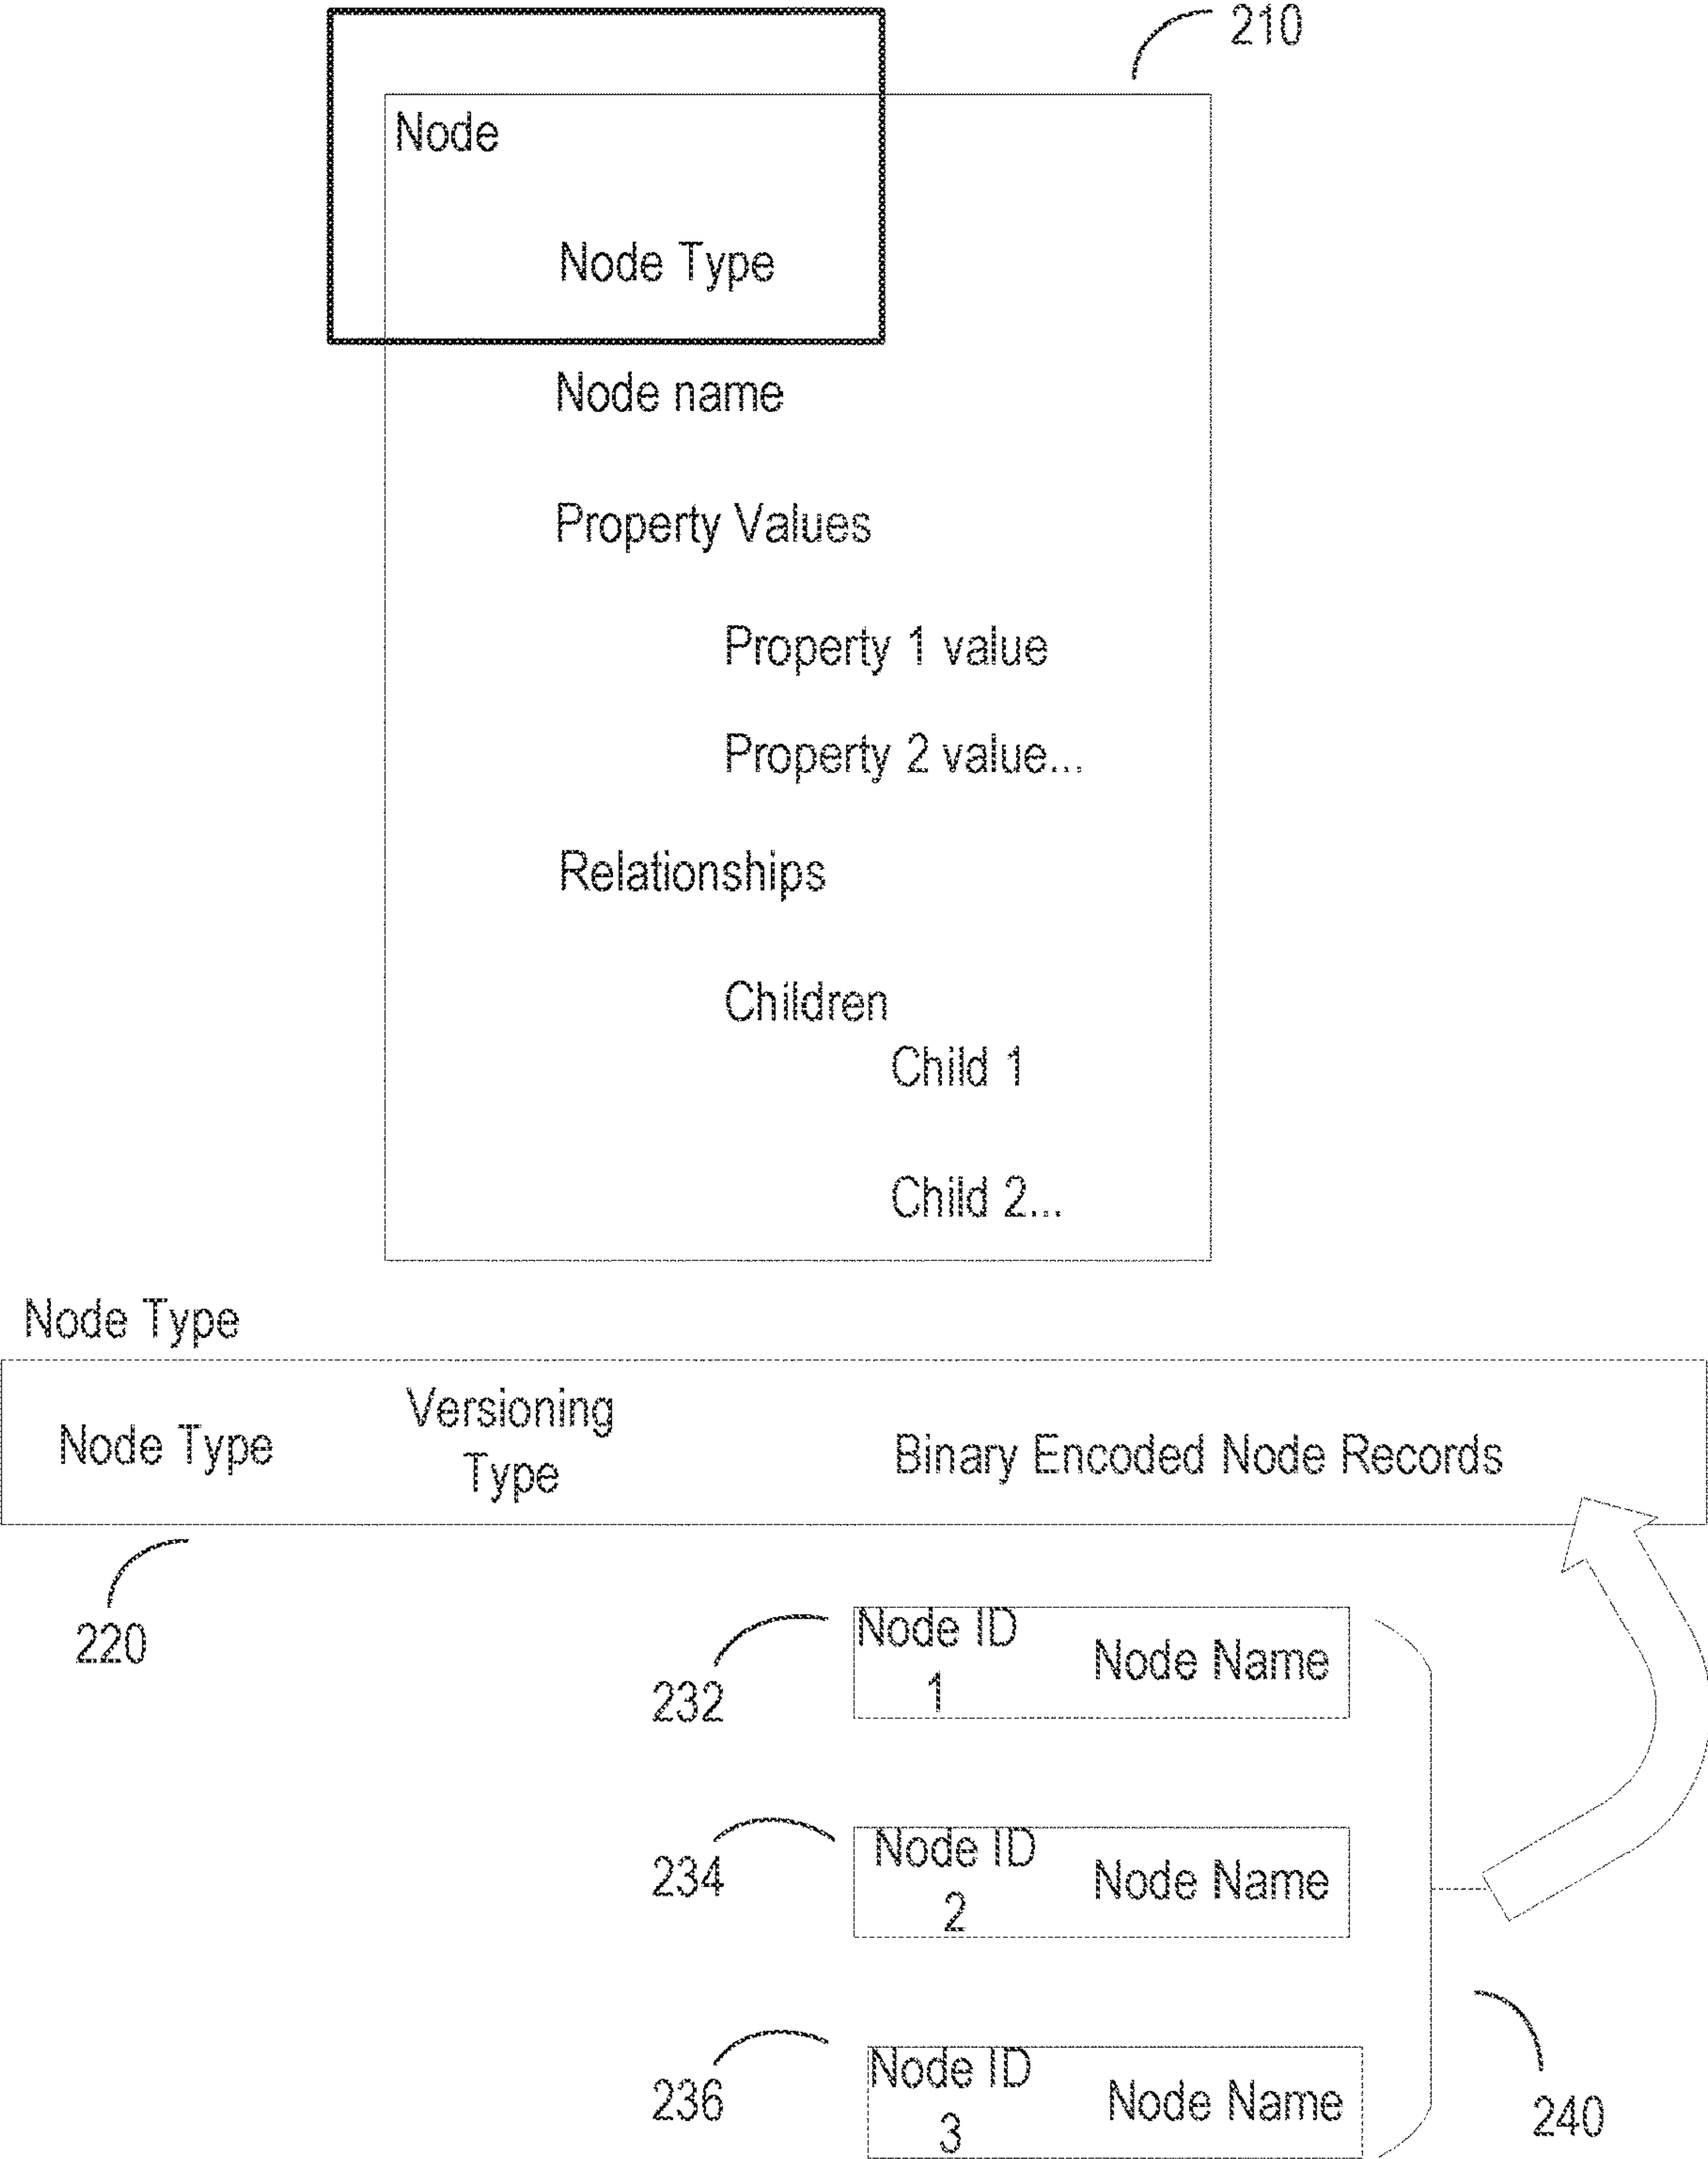 210
Node
Node Type
Node name
Property Values
Property 1 value
Property 2 value...
Relationships
Children
Child 1
Child 2...
Node Type
Node Type
Versioning
Type
Binary Encoded Node Records
220
232
Node ID
1
Node Name
234
Node ID
2
Node Name
236
Node ID
3
Node Name
240